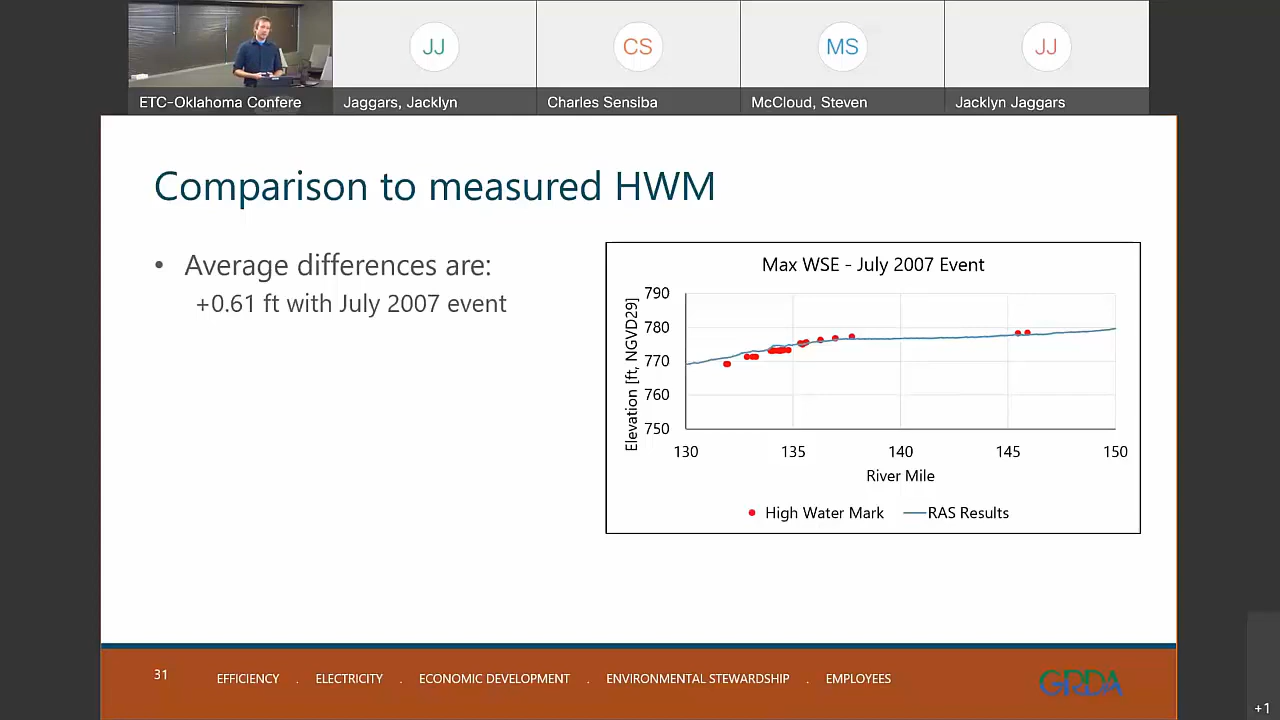 JJ
CS
MS
JJ
ETC-Oklahoma Confere
Jaggars, Jacklyn
Charles Sensiba
McCloud, Steven
Jacklyn Jaggars
Comparison to measured HWM
• Average differences are:
+0.61 ft with July 2007 event
Max WSE - July 2007 Event
Elevation [ft, NGVD29]
790
780
770
760
750
130 135 140 145 150
River Mile
High Water Mark RAS Results
31
EFFICIENCY . ELECTRICITY . ECONOMIC DEVELOPMENT . ENVIRONMENTAL STEWARDSHIP . EMPLOYEES
GRDA
+1